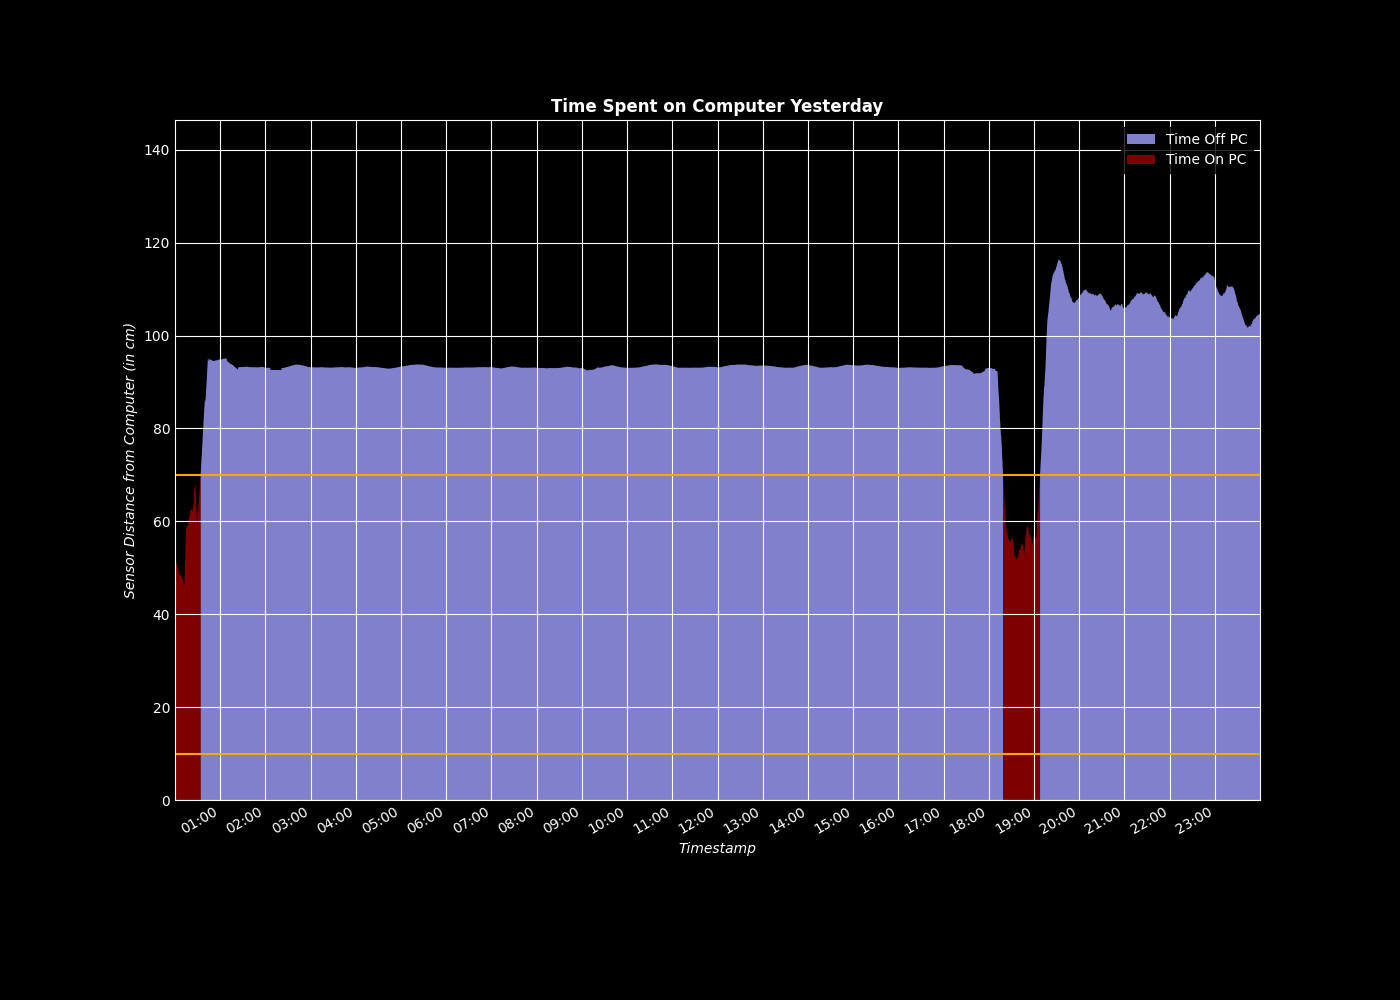 Time Spent on Computer Yesterday
Time Off PC
Time On PC
Sensor Distance from Computer (in cm)
140
120
100
80
60
40
20
0
01:00 02:00 03:00 04:00 05:00 06:00 07:00 08:00 09:00 10:00 11:00 12:00 13:00 14:00 15:00 16:00 17:00 18:00 19:00 20:00 21:00 22:00 23:00
Timestamp